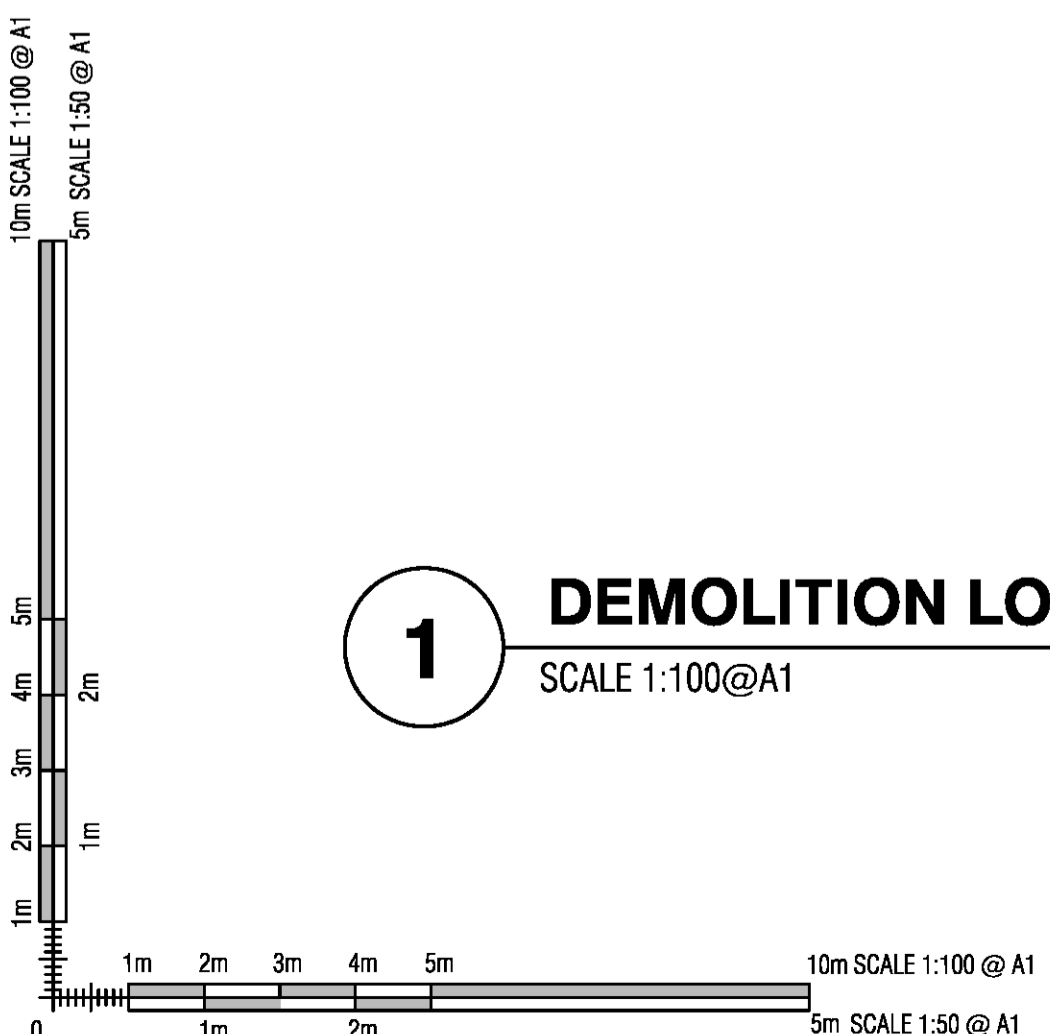 10m SCALE 1:100 @ A1
5m SCALE 1:50 @ A1
5m
4m
2m
3m
2m
1m
1m
1
DEMOLITION LO
SCALE 1:100@A1
1m 2m 3m 4m 5m 10m SCALE 1:100 @ A1
0 1m 2m 5m SCALE 1:50 @ A1